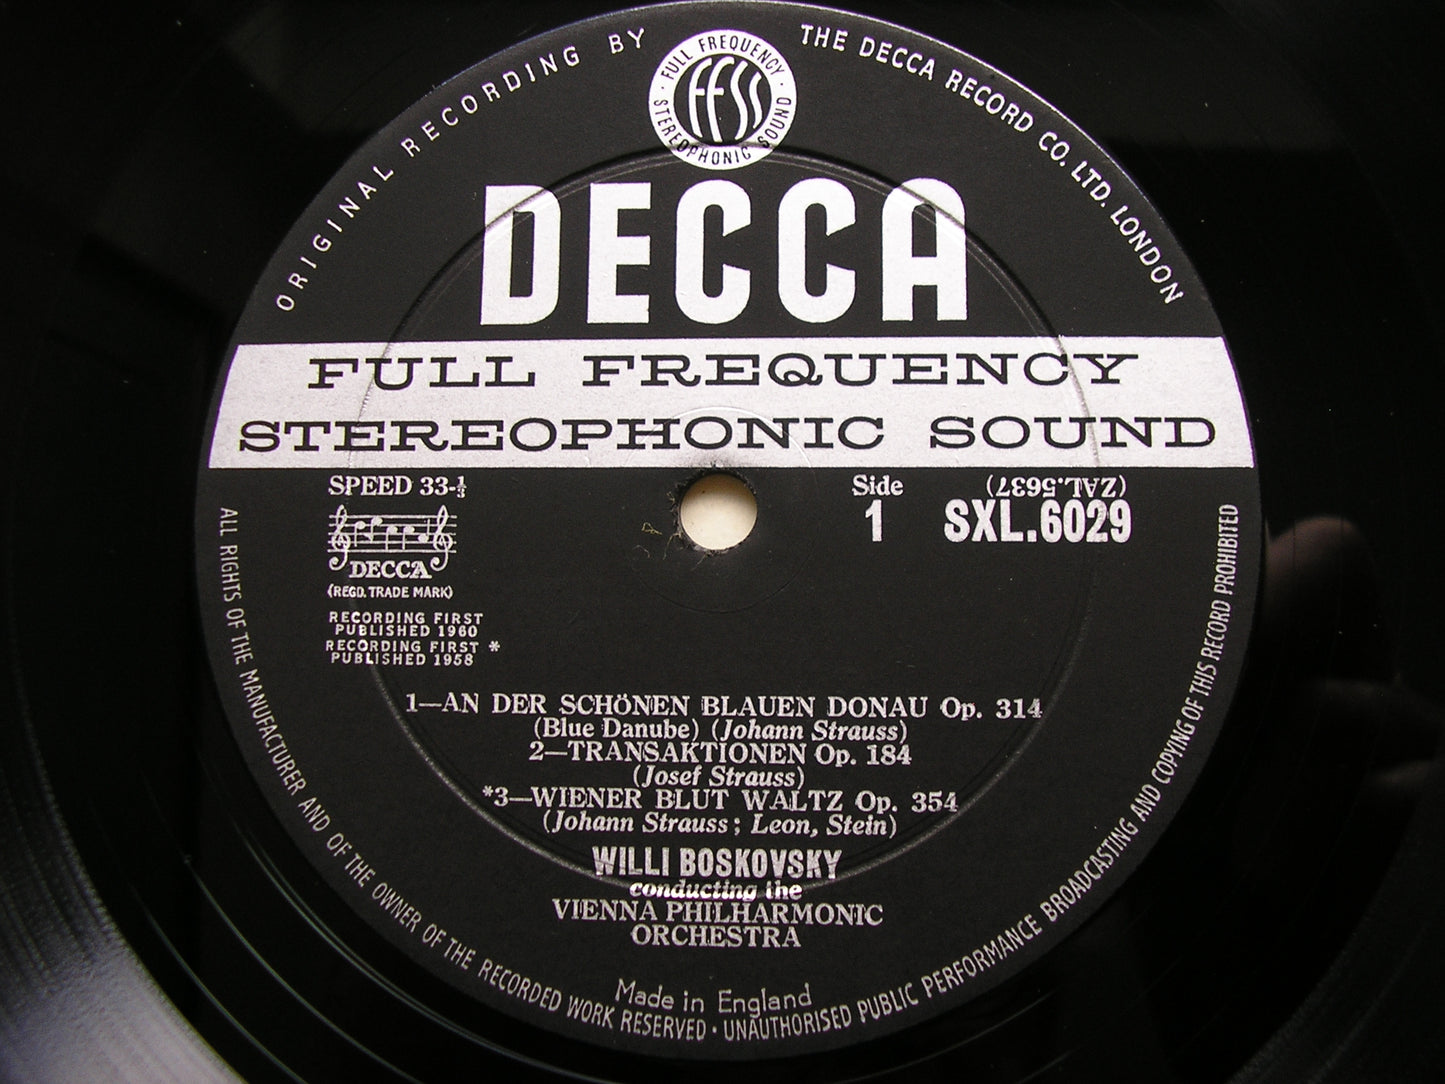 ORIGINAL RECORDING BY
THE DECCA RECORD CO. LTD. LONDON
FULL FREQUENCY
FFSS
STEREOPHONIC SOUND
DECCA
FULL FREQUENCY
STEREOPHONIC SOUND
SPEED 33-⅓
DECCA
(REGD. TRADE MARK)
RECORDING FIRST
PUBLISHED 1960
RECORDING FIRST *
PUBLISHED 1958
Side
1
(ZAL.5637)
SXL.6029
1—AN DER SCHÖNEN BLAUEN DONAU Op. 314
(Blue Danube) (Johann Strauss)
2—TRANSAKTIONEN Op. 184
(Josef Strauss)
*3—WIENER BLUT WALTZ Op. 354
(Johann Strauss; Leon, Stein)
WILLI BOSKOVSKY
conducting the
VIENNA PHILHARMONIC
ORCHESTRA
Made in England
ALL RIGHTS OF THE MANUFACTURER AND OF THE OWNER OF THE RECORDED WORK RESERVED · UNAUTHORISED PUBLIC PERFORMANCE BROADCASTING AND COPYING OF THIS RECORD PROHIBITED